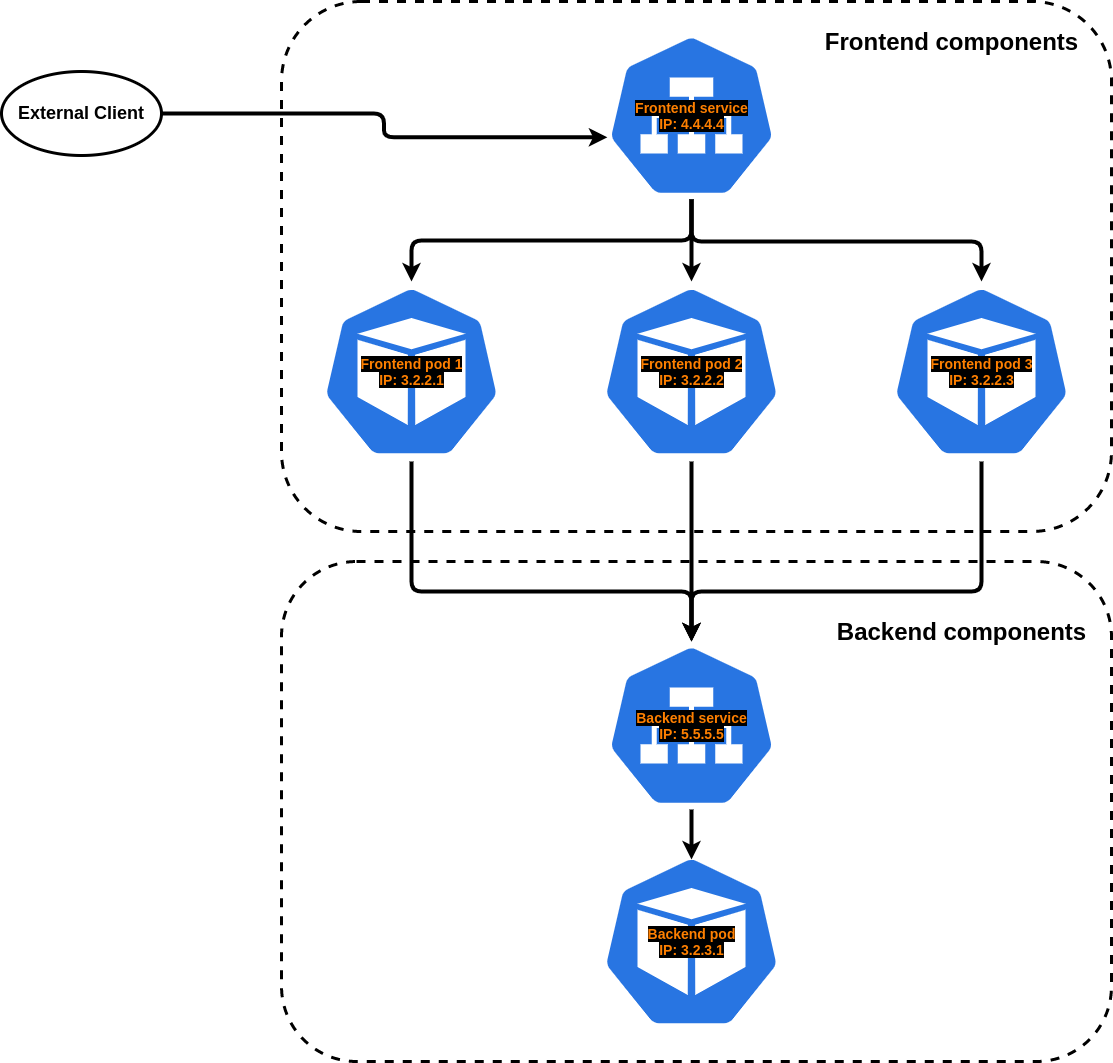 Frontend components
External Client
Frontend service
IP: 4.4.4.4
Frontend pod 1
IP: 3.2.2.1
Frontend pod 2
IP: 3.2.2.2
Frontend pod 3
IP: 3.2.2.3
Backend components
Backend service
IP: 5.5.5.5
Backend pod
IP: 3.2.3.1